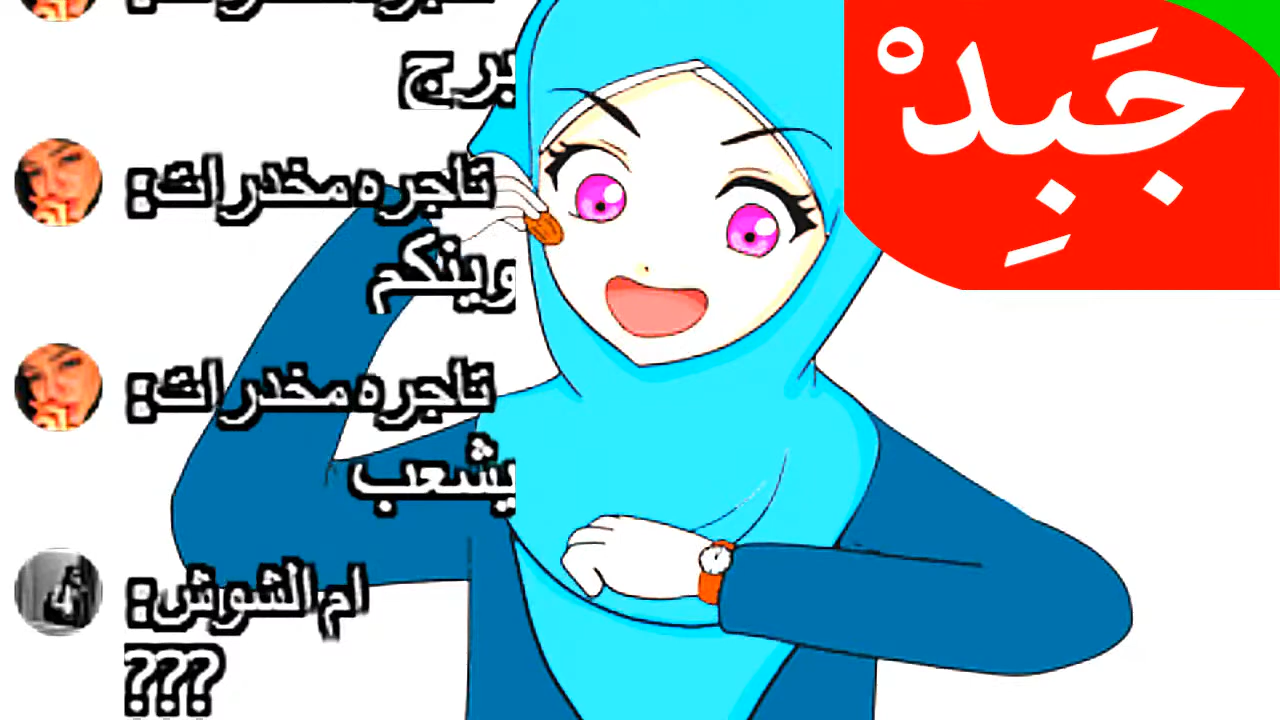 برج
تاجره مخدرات:
وينكم
تاجره مخدرات:
يشعب
ام الشوش:
???
جَبِدْ